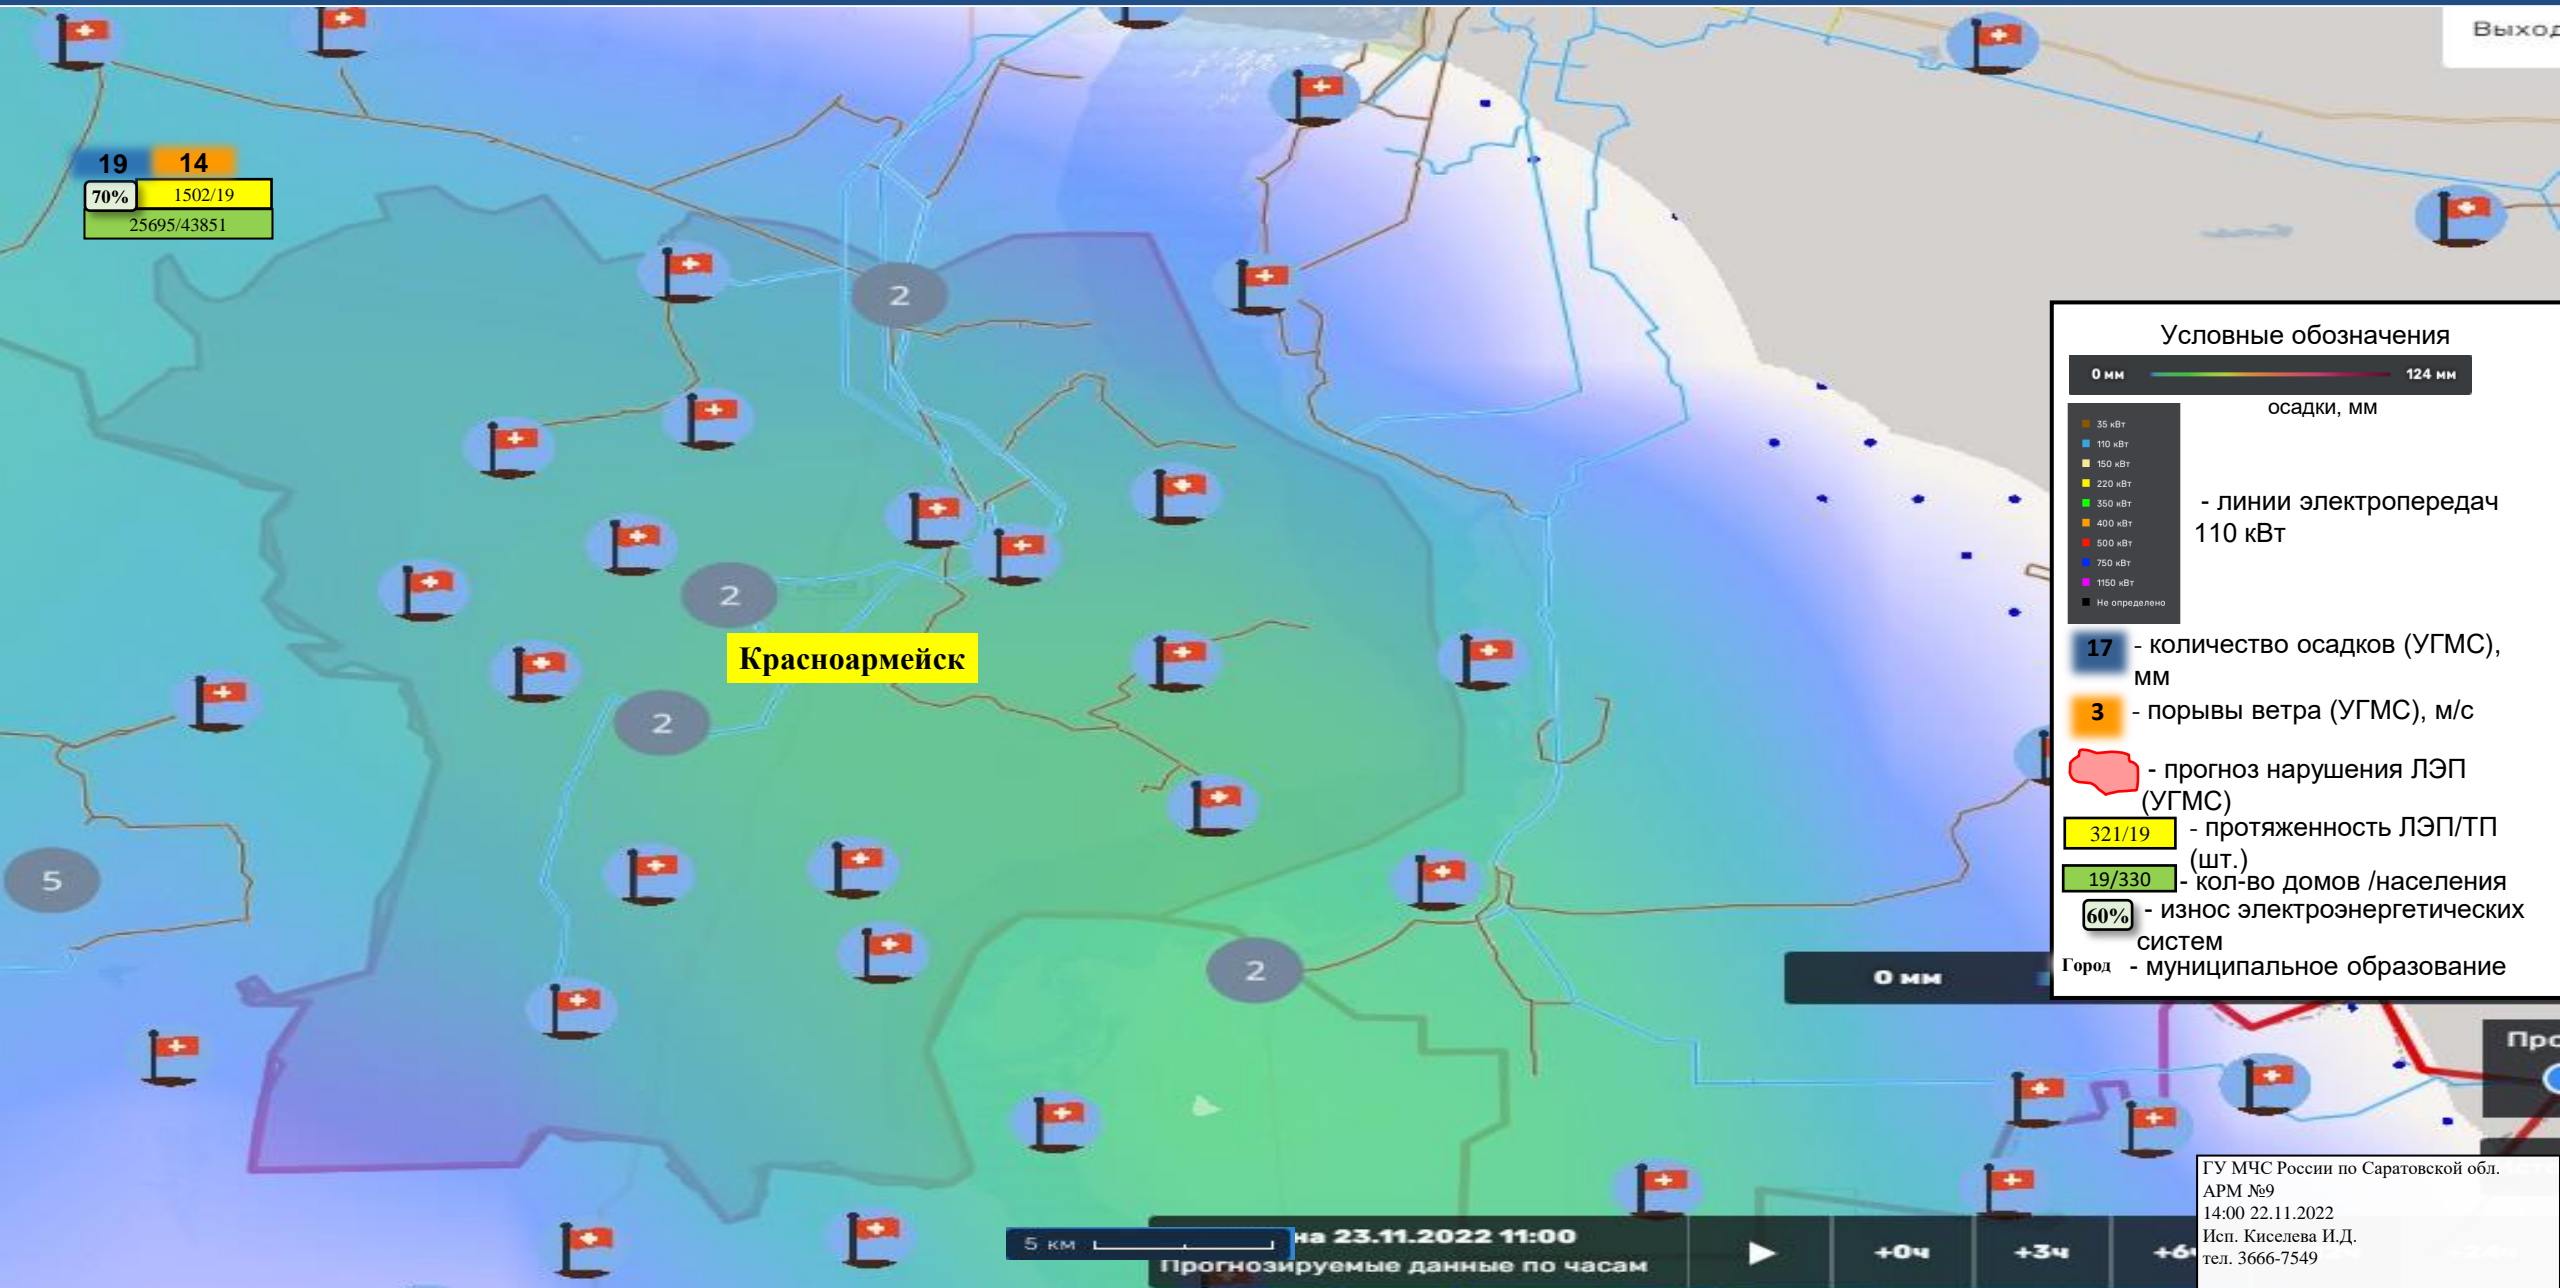 Выход
19 14
70% 1502/19
25695/43851
2
2
2
5
2
Красноармейск
Условные обозначения
0 мм 124 мм
осадки, мм
35 кВт
110 кВт
150 кВт
220 кВт
350 кВт
400 кВт
500 кВт
750 кВт
1150 кВт
Не определено
- линии электропередач
110 кВт
17 - количество осадков (УГМС),
мм
3 - порывы ветра (УГМС), м/с
- прогноз нарушения ЛЭП
(УГМС)
321/19 - протяженность ЛЭП/ТП
(шт.)
19/330 - кол-во домов /населения
60% - износ электроэнергетических
систем
Город - муниципальное образование
0 мм
Про
5 км
на 23.11.2022 11:00
Прогнозируемые данные по часам
+0ч +3ч +6ч
ГУ МЧС России по Саратовской обл.
АРМ №9
14:00 22.11.2022
Исп. Киселева И.Д.
тел. 3666-7549